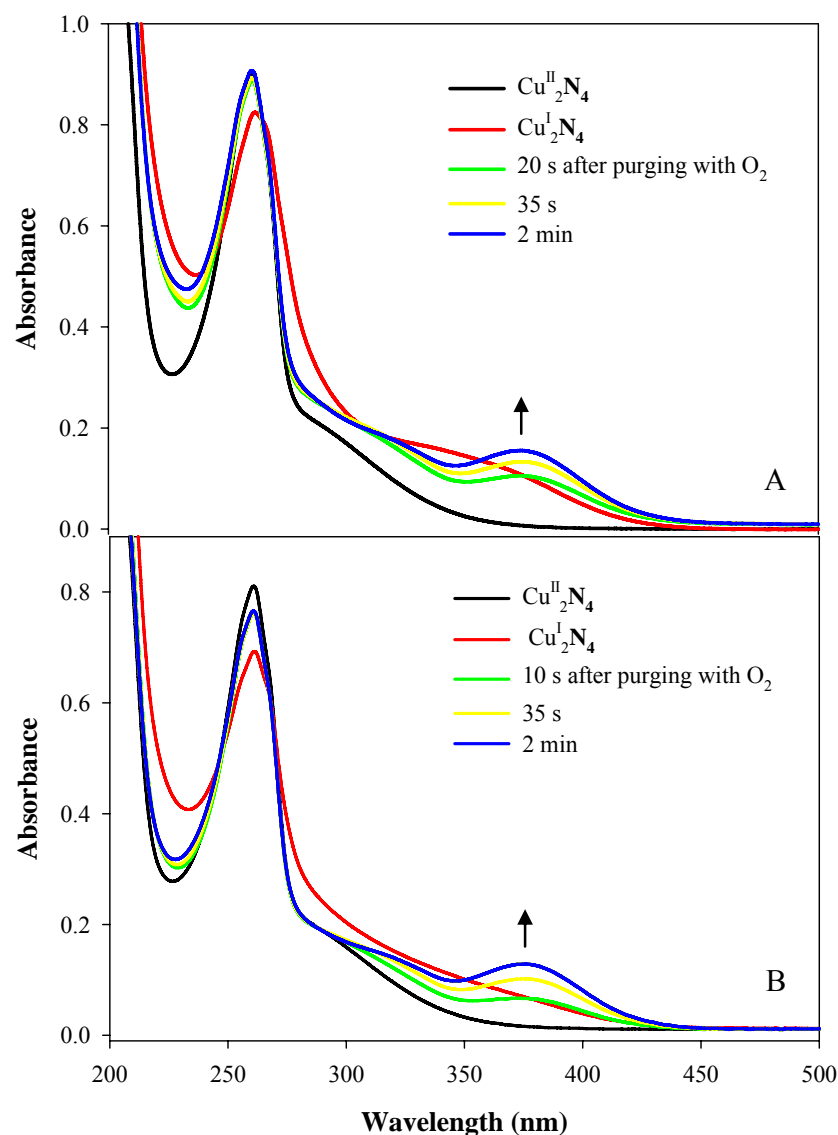 1.0
0.8
0.6
0.4
0.2
0.0
Absorbance
Cu^II_2N_4
Cu^I_2N_4
20 s after purging with O_2
35 s
2 min
A
0.8
0.6
0.4
0.2
0.0
Absorbance
Cu^II_2N_4
Cu^I_2N_4
10 s after purging with O_2
35 s
2 min
B
200 250 300 350 400 450 500
Wavelength (nm)